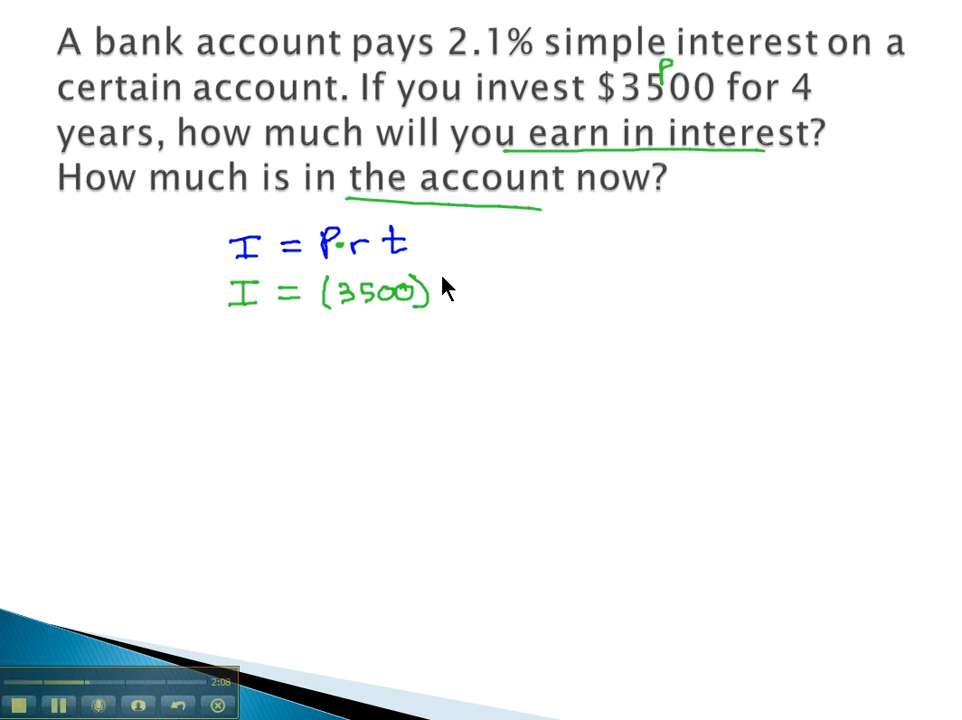 A bank account pays 2.1% simple interest on a
P
certain account. If you invest $3500 for 4
years, how much will you earn in interest?
How much is in the account now?
I = P·r t
I = (3500)
2:08